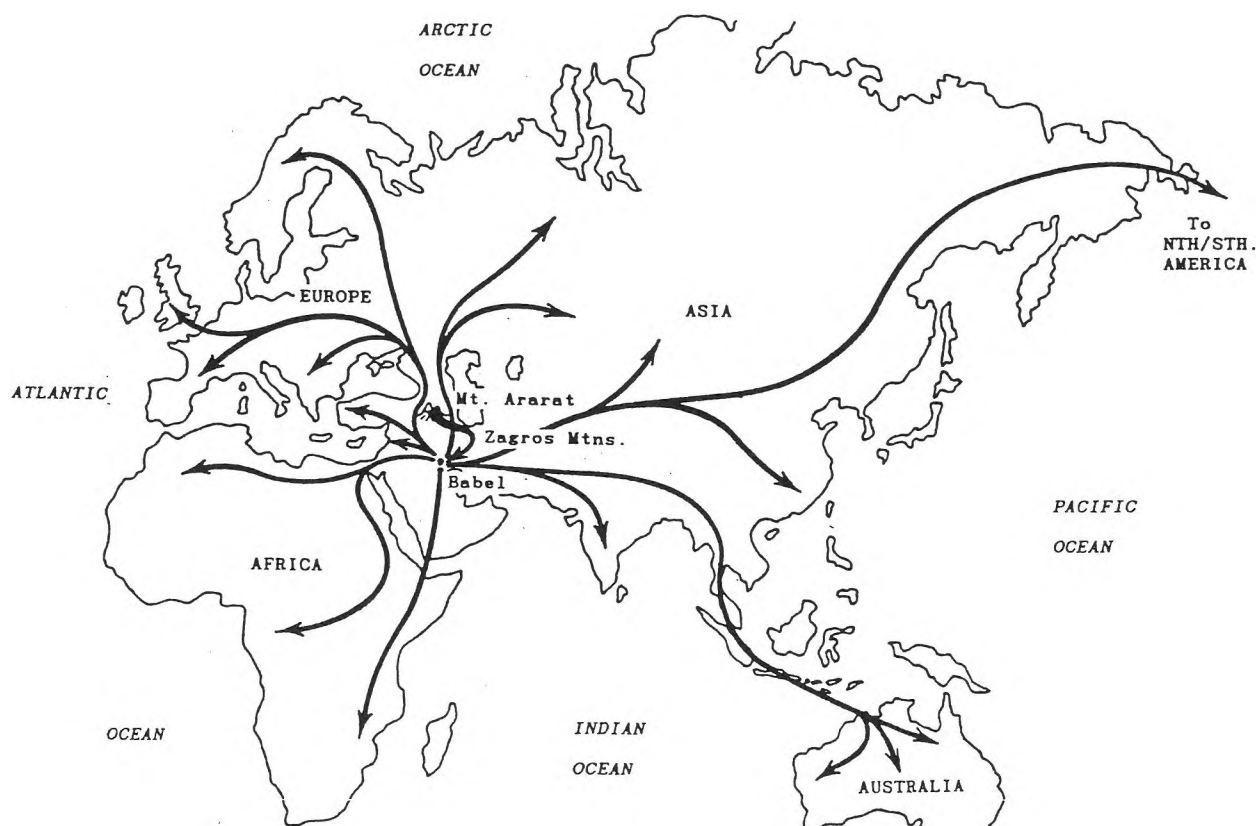 ARCTIC
OCEAN
To
NTH/STH.
AMERICA
EUROPE
ASIA
ATLANTIC
Mt. Ararat
Zagros Mtns.
Babel
PACIFIC
OCEAN
AFRICA
OCEAN
INDIAN
OCEAN
AUSTRALIA